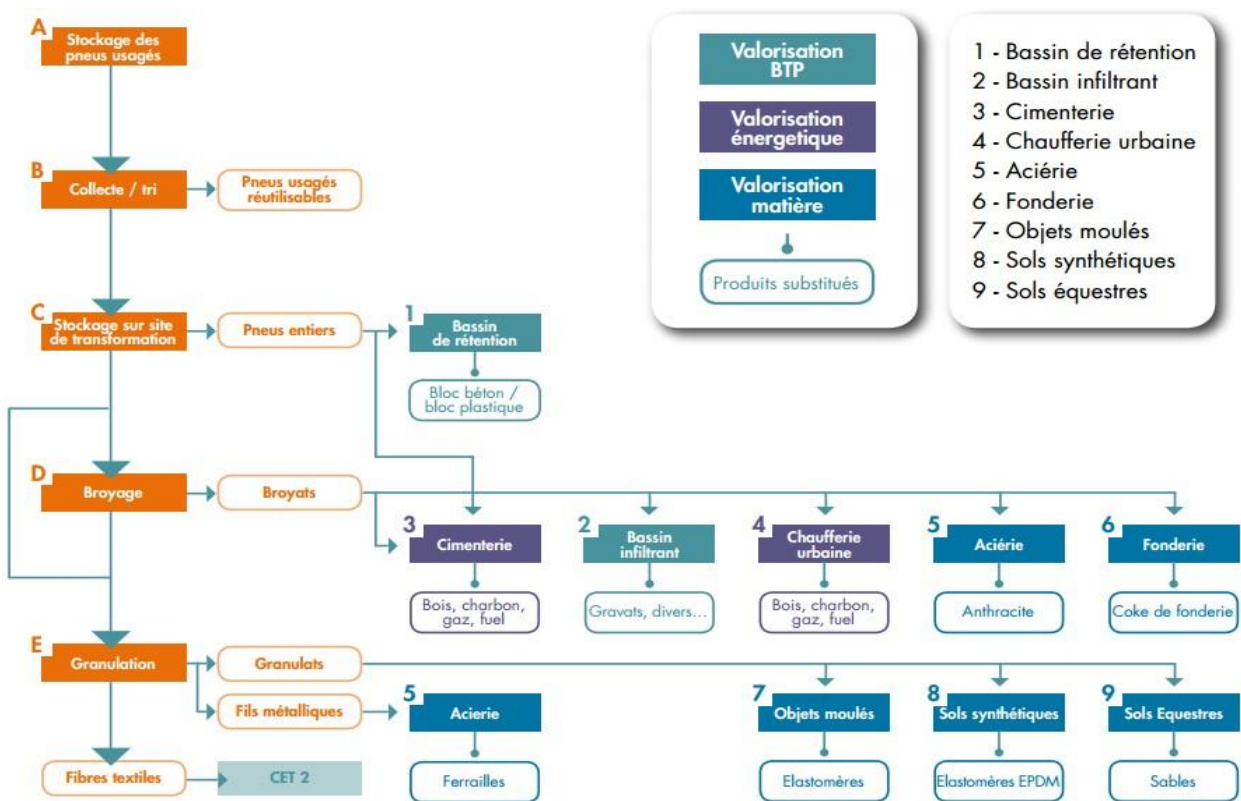 A
Stockage des
pneus usagés
B
Collecte / tri
Pneus usagés
réutilisables
C
Stockage sur site
de transformation
Pneus entiers
1
Bassin
de rétention
Bloc béton /
bloc plastique
D
Broyage
Broyats
3
Cimenterie
Bois, charbon,
gaz, fuel
2
Bassin
infiltrant
Gravats, divers...
4
Chaufferie
urbaine
Bois, charbon,
gaz, fuel
5
Aciérie
Anthracite
6
Fonderie
Coke de fonderie
E
Granulation
Granulats
Fils métalliques
5
Acierie
Ferrailles
7
Objets moulés
Elastomères
8
Sols synthétiques
Elastomères EPDM
9
Sols Equestres
Sables
Fibres textiles
CET 2
Valorisation
BTP
Valorisation
énergetique
Valorisation
matière
Produits substitués
1 - Bassin de rétention
2 - Bassin infiltrant
3 - Cimenterie
4 - Chaufferie urbaine
5 - Aciérie
6 - Fonderie
7 - Objets moulés
8 - Sols synthétiques
9 - Sols équestres